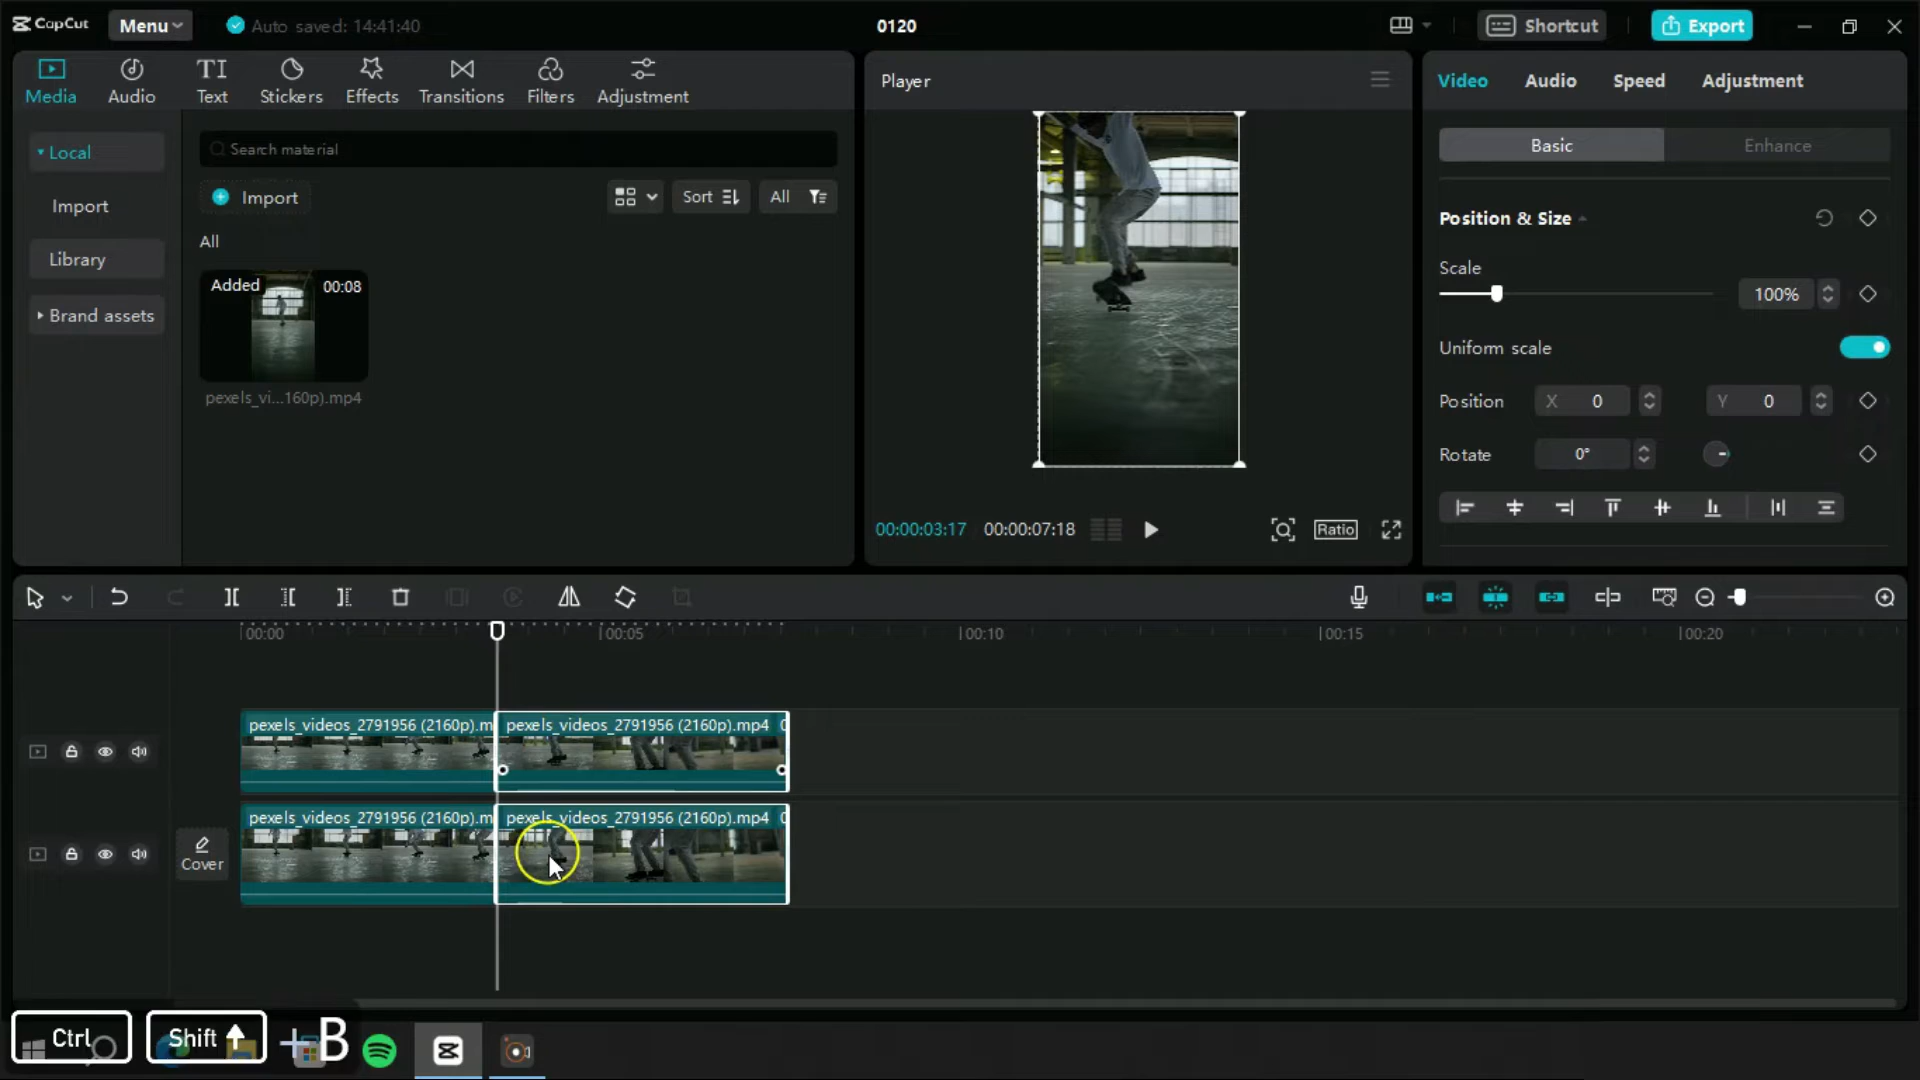 CapCut
Menu
Auto saved: 14:41:40
0120
Shortcut
Export
Media
Audio
Text
Stickers
Effects
Transitions
Filters
Adjustment
Local
Import
Library
Brand assets
Search material
Import
Sort
All
All
Added
00:08
pexels_vi...160p).mp4
Player
00:00:03:17
00:00:07:18
Ratio
Video
Audio
Speed
Adjustment
Basic
Enhance
Position & Size
Scale
100%
Uniform scale
Position
X 0
Y 0
Rotate
0°
00:00
00:05
00:10
00:15
00:20
pexels_videos_2791956 (2160p).m
pexels_videos_2791956 (2160p).mp4
Cover
pexels_videos_2791956 (2160p).m
pexels_videos_2791956 (2160p).mp4
Ctrl
Shift
+B